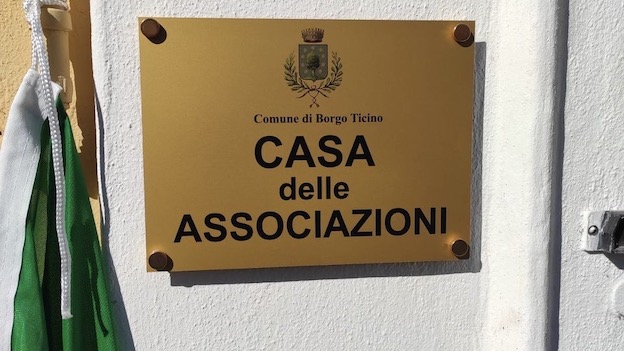 Comune di Borgo Ticino
CASA
delle
ASSOCIAZIONI